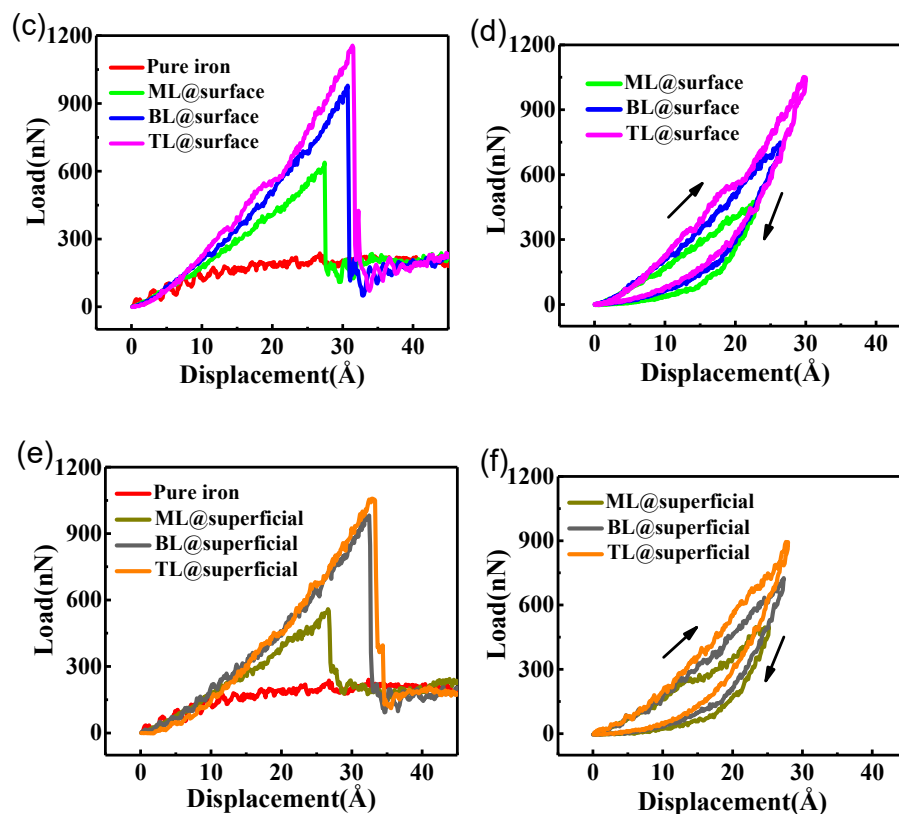 (c)
1200
900
600
300
0
Load(nN)
Pure iron
ML@surface
BL@surface
TL@surface
0 10 20 30 40
Displacement(Å)
(d)
1200
900
600
300
0
Load(nN)
ML@surface
BL@surface
TL@surface
0 10 20 30 40
Displacement(Å)
(e)
1200
900
600
300
0
Load(nN)
Pure iron
ML@superficial
BL@superficial
TL@superficial
0 10 20 30 40
Displacement(Å)
(f)
1200
900
600
300
0
Load(nN)
ML@superficial
BL@superficial
TL@superficial
0 10 20 30 40
Displacement(Å)